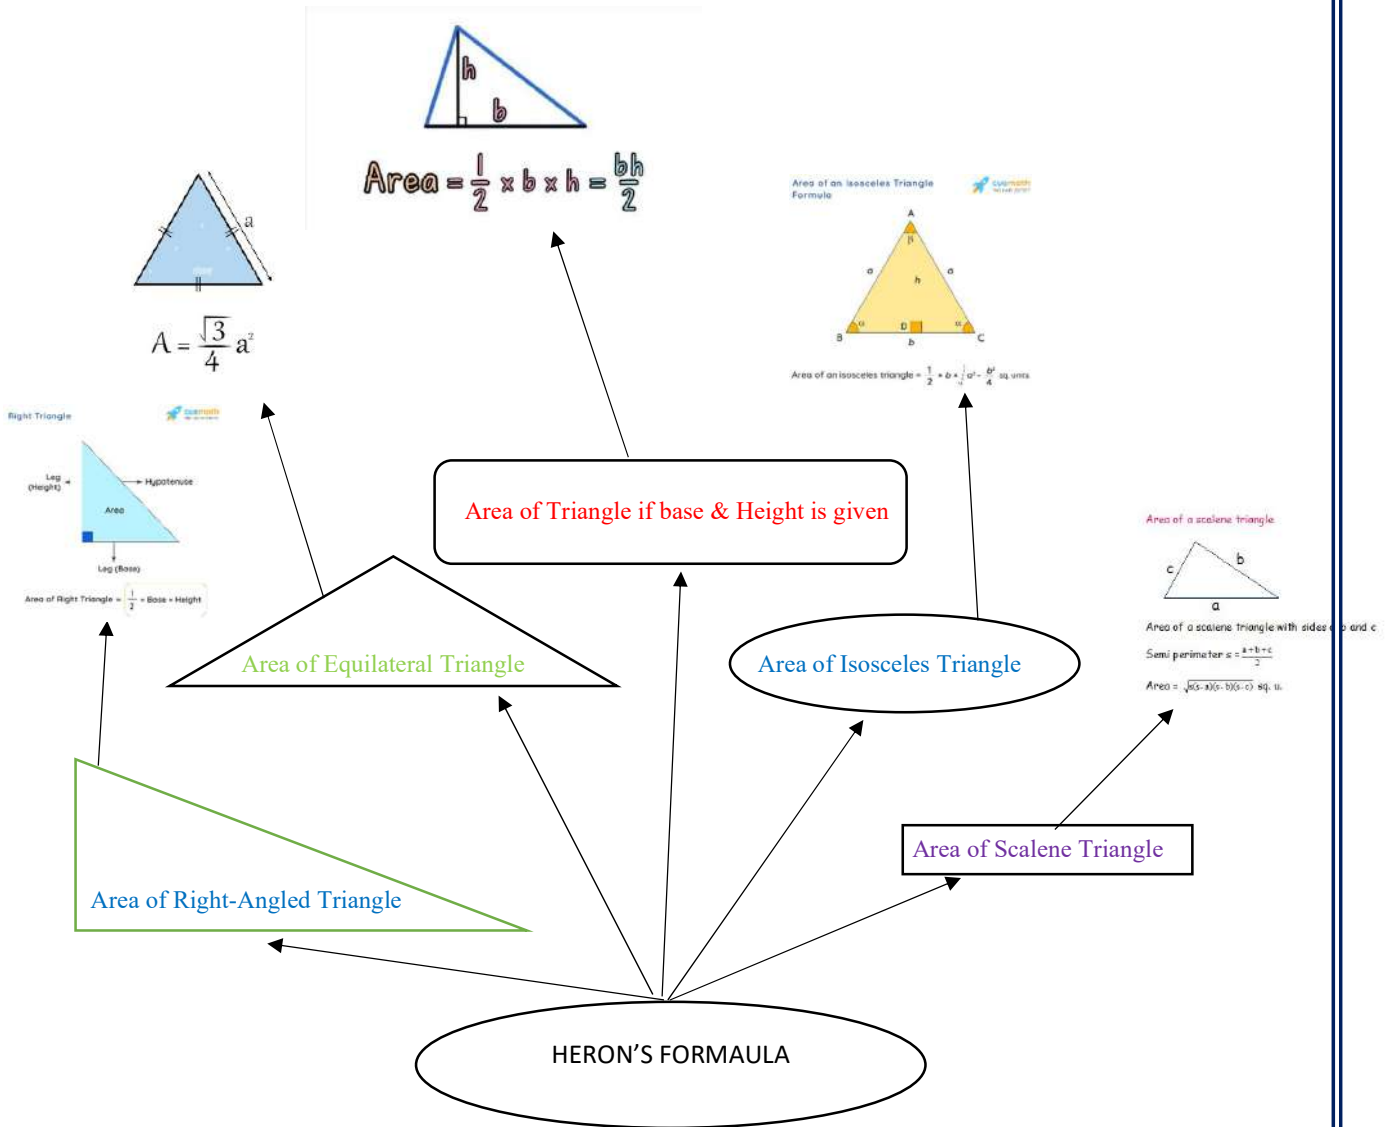 h
b
Area = 1/2 x b x h = bh/2
a
A = √3/4 a²
Area of an Isosceles Triangle
Formula
cuemath
A
β
a
a
h
α
D
α
B
b
C
Area of an isosceles triangle = 1/2 × b × √a² − b²/4 sq. units
Right Triangle
cuemath
Leg
(Height)
Hypotenuse
Area
Leg (Base)
Area of Right Triangle = 1/2 × Base × Height
Area of Triangle if base & Height is given
Area of a scalene triangle
c
b
a
Area of a scalene triangle with sides b and c
Semi perimeter s = a+b+c/2
Area = √s(s-a)(s-b)(s-c) sq. u.
Area of Equilateral Triangle
Area of Isosceles Triangle
Area of Scalene Triangle
Area of Right-Angled Triangle
HERON'S FORMAULA